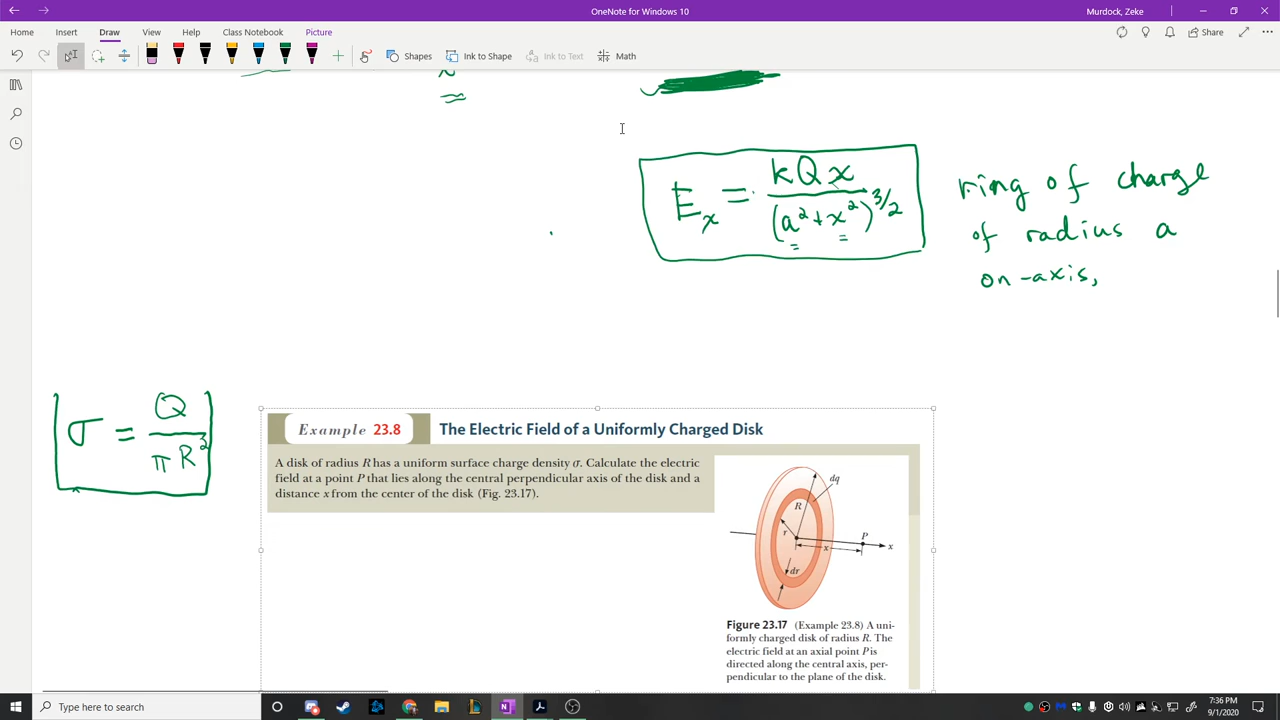 OneNote for Windows 10
Murdock, Zeke
Home Insert Draw View Help Class Notebook Picture
Share
Shapes Ink to Shape Ink to Text Math
E_x = kQx / (a² + x²)^3/2
ring of charge
of radius a
on-axis,
σ = Q / πR²
Example 23.8 The Electric Field of a Uniformly Charged Disk
A disk of radius R has a uniform surface charge density σ. Calculate the electric
field at a point P that lies along the central perpendicular axis of the disk and a
distance x from the center of the disk (Fig. 23.17).
dq
R
r
P
x
x
dr
Figure 23.17 (Example 23.8) A uni-
formly charged disk of radius R. The
electric field at an axial point P is
directed along the central axis, per-
pendicular to the plane of the disk.
Type here to search
7:36 PM
9/1/2020